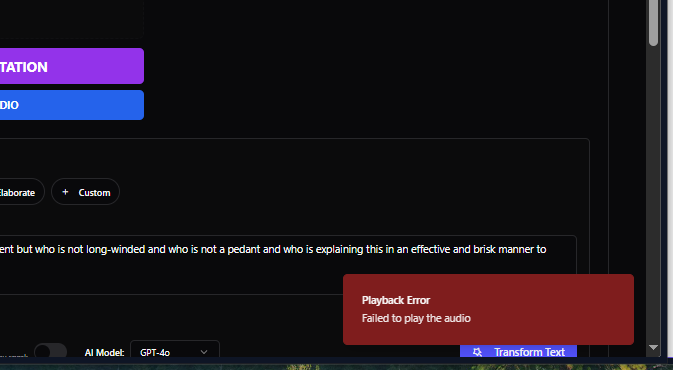 TATION
DIO
laborate
+ Custom
ent but who is not long-winded and who is not a pedant and who is explaining this in an effective and brisk manner to
Playback Error
Failed to play the audio
AI Model:
GPT-4o
Transform Text